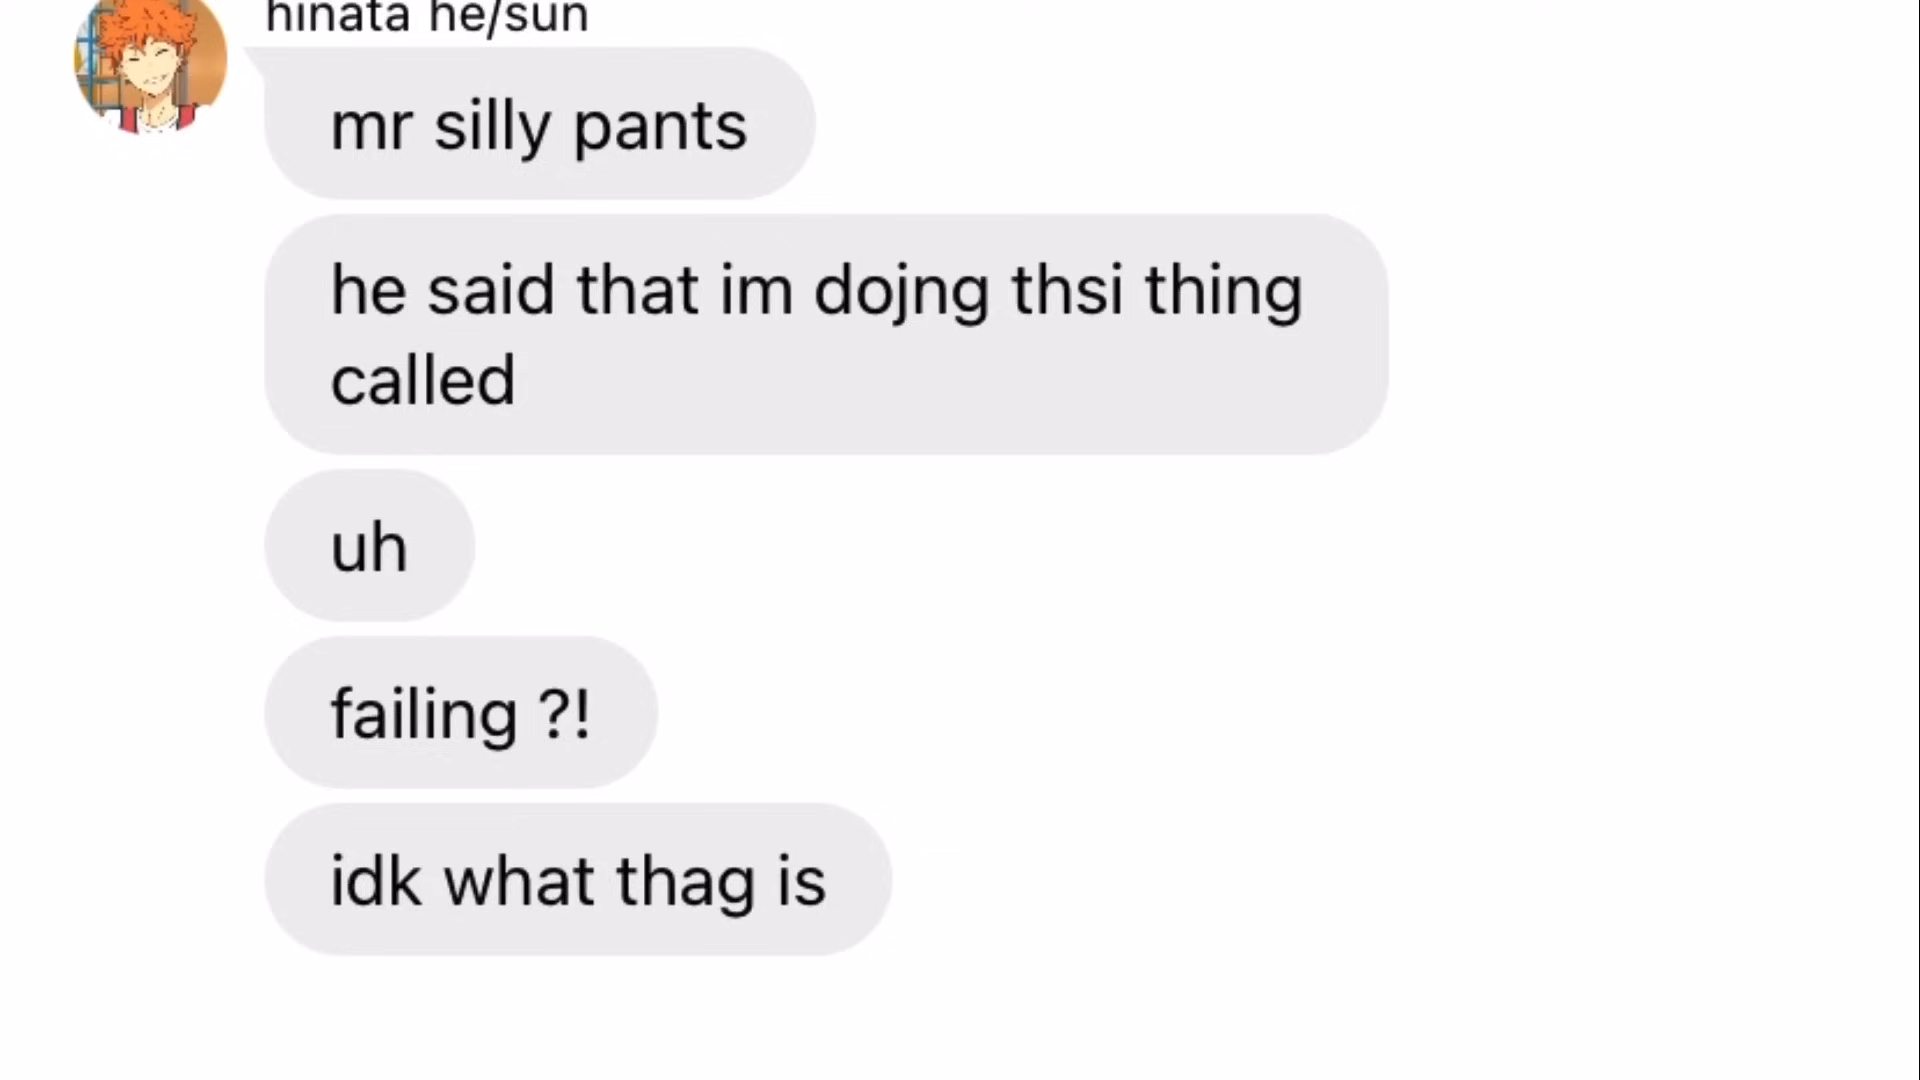 hinata he/sun
mr silly pants
he said that im dojng thsi thing
called
uh
failing ?!
idk what thag is